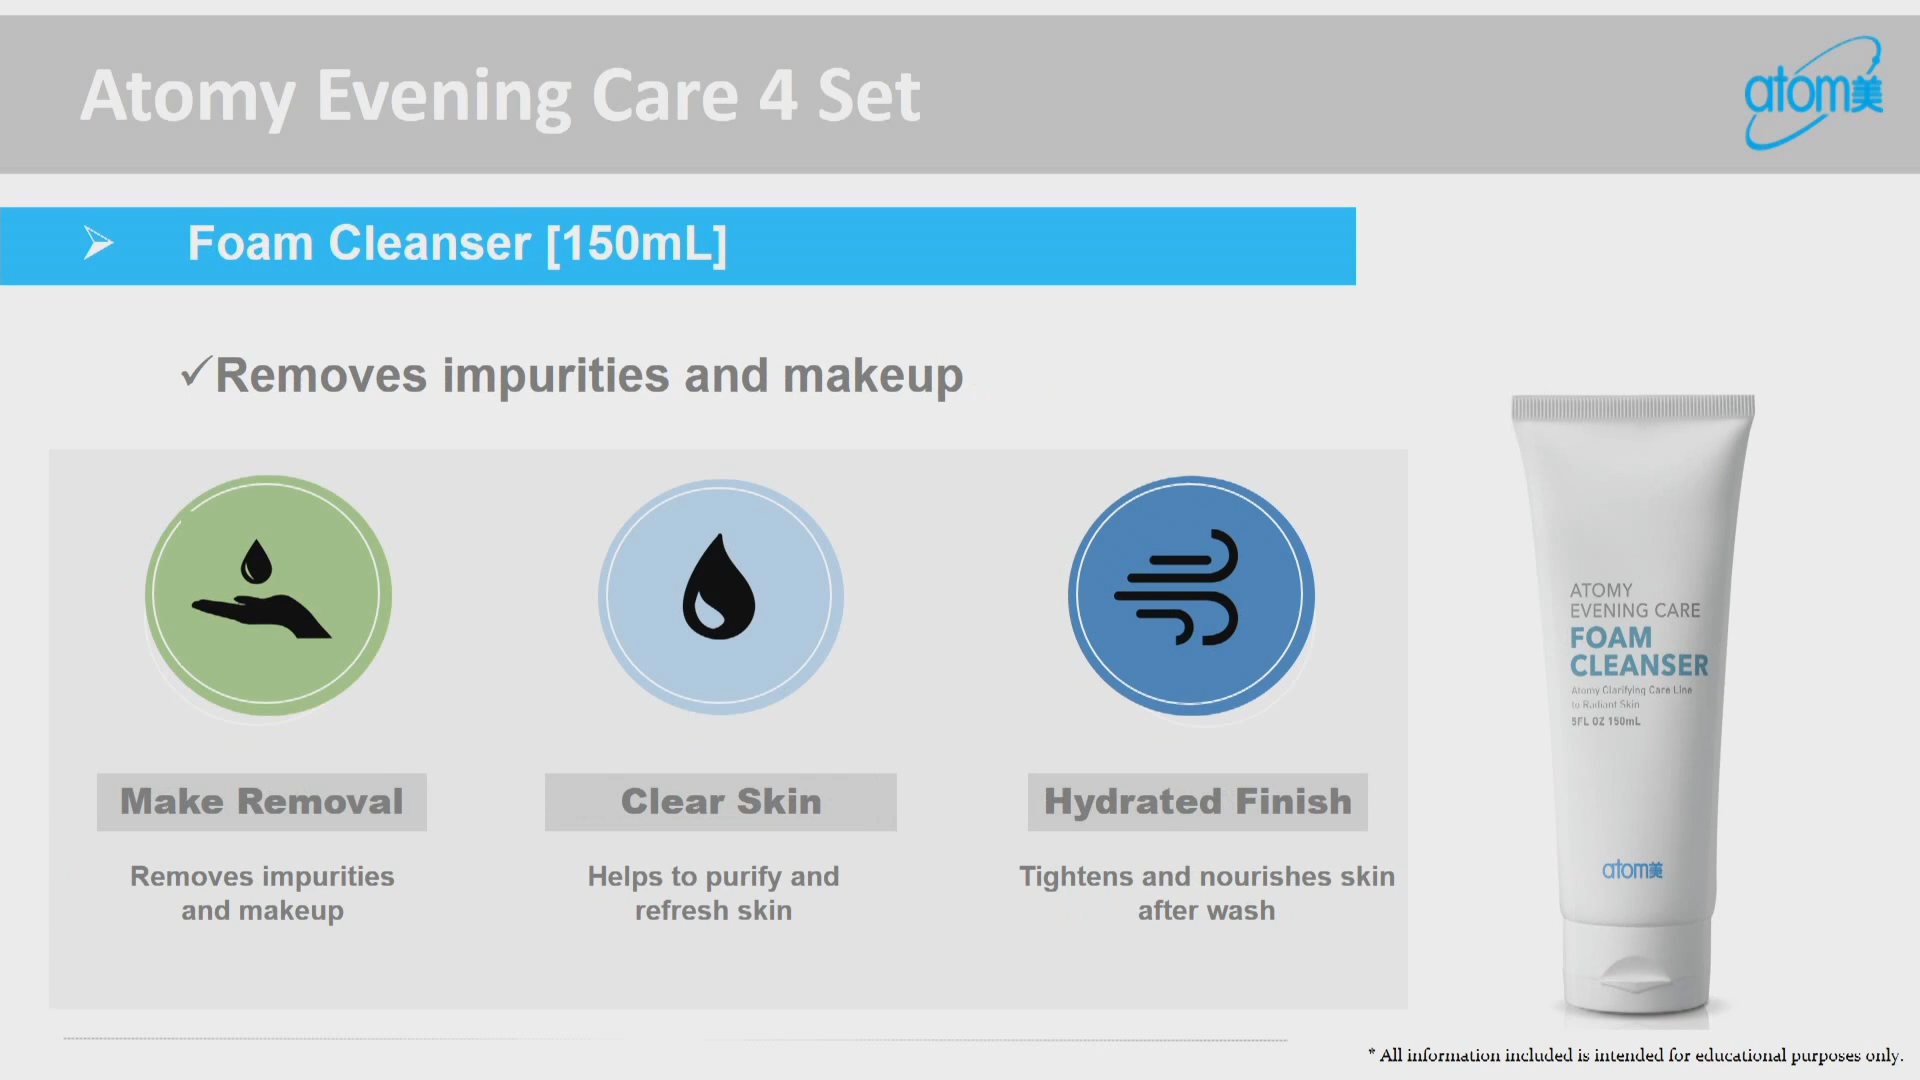 Atomy Evening Care 4 Set
atom美
Foam Cleanser [150mL]
Removes impurities and makeup
Make Removal
Removes impurities
and makeup
Clear Skin
Helps to purify and
refresh skin
Hydrated Finish
Tightens and nourishes skin
after wash
ATOMY
EVENING CARE
FOAM
CLEANSER
Atomy Clarifying Care Line
to Radiant Skin
5FL OZ 150mL
atom美
* All information included is intended for educational purposes only.